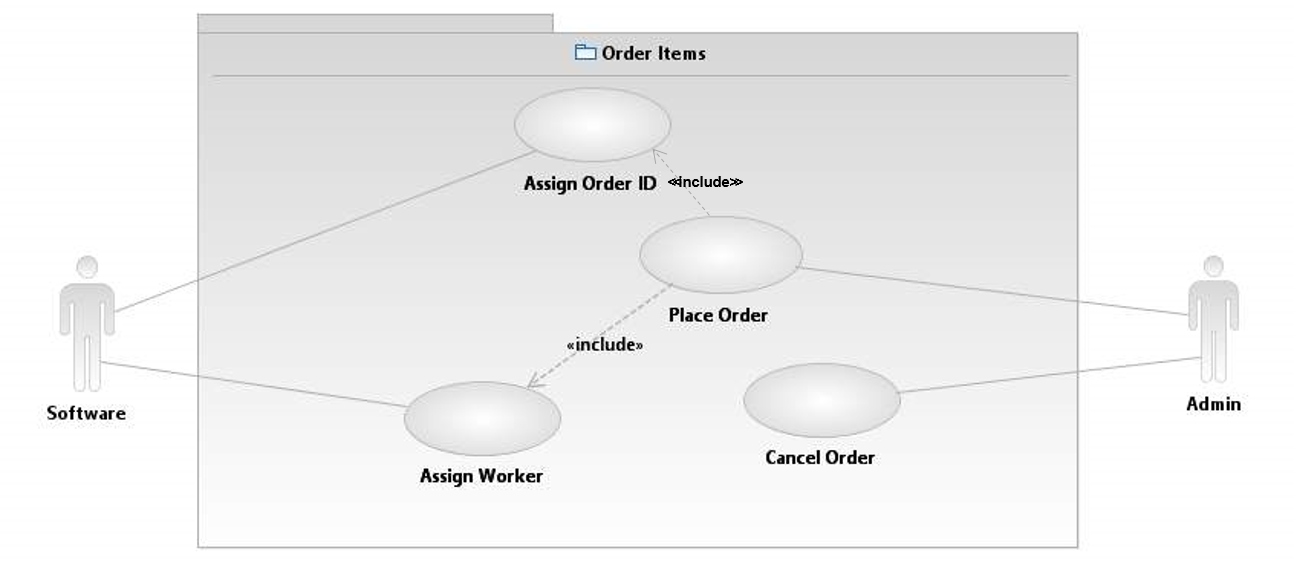 Order Items
Assign Order ID
«include»
Place Order
«include»
Software
Admin
Cancel Order
Assign Worker